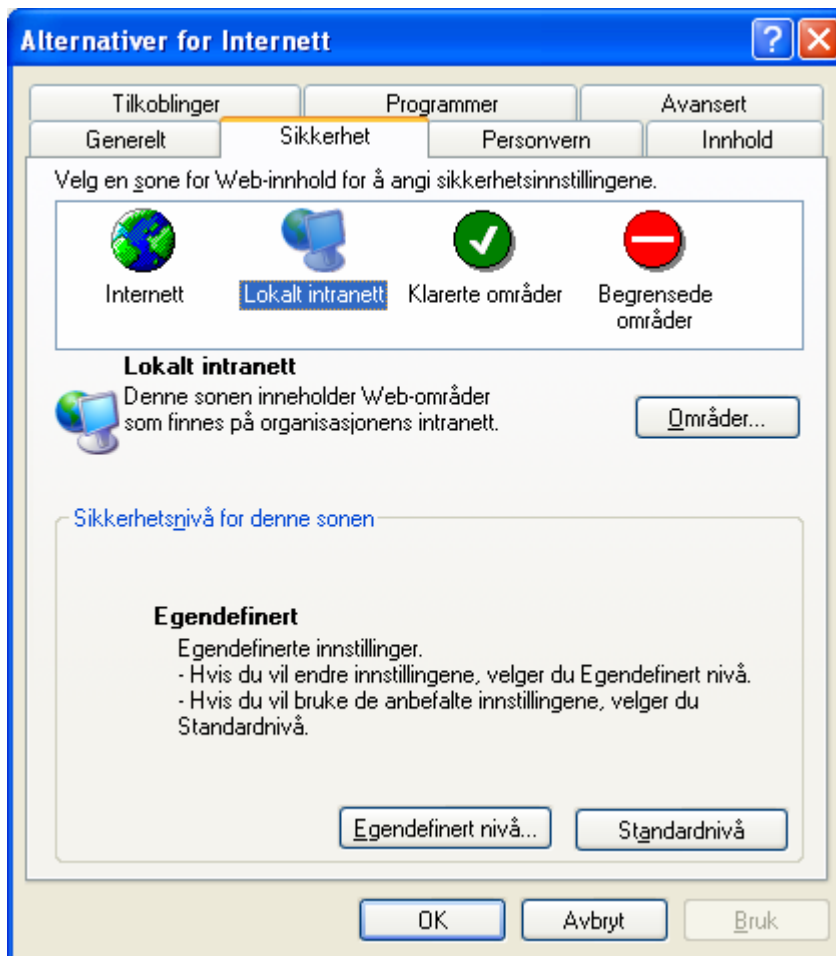 Alternativer for Internett
Tilkoblinger Programmer Avansert
Generelt Sikkerhet Personvern Innhold
Velg en sone for Web-innhold for å angi sikkerhetsinnstillingene.
Internett Lokalt intranett Klarerte områder Begrensede
områder
Lokalt intranett
Denne sonen inneholder Web-områder
som finnes på organisasjonens intranett.
Områder...
Sikkerhetsnivå for denne sonen
Egendefinert
Egendefinerte innstillinger.
- Hvis du vil endre innstillingene, velger du Egendefinert nivå.
- Hvis du vil bruke de anbefalte innstillingene, velger du
Standardnivå.
Egendefinert nivå... Standardnivå
OK Avbryt Bruk